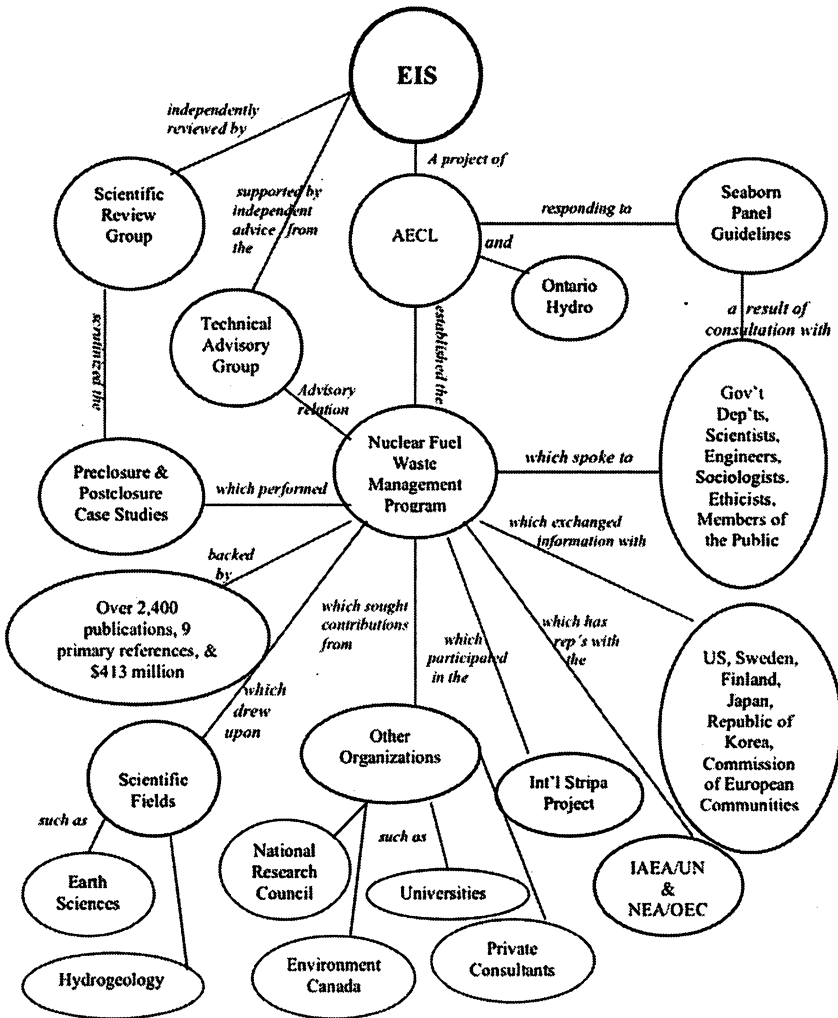 EIS
independently
reviewed by
A project of
Scientific
Review
Group
supported by
independent
advice from
the
AECL
responding to
Seaborn
Panel
Guidelines
and
Ontario
Hydro
scrutinized the
Technical
Advisory
Group
established the
a result of
consultation with
Advisory
relation
Gov't
Dep'ts,
Scientists,
Engineers,
Sociologists.
Ethicists,
Members of
the Public
Preclosure &
Postclosure
Case Studies
which performed
Nuclear Fuel
Waste
Management
Program
which spoke to
which exchanged
information with
backed
by
Over 2,400
publications, 9
primary references, &
$413 million
which sought
contributions
from
which
participated
in the
which has
rep's with
the
US, Sweden,
Finland,
Japan,
Republic of
Korea,
Commission
of European
Communities
which
drew
upon
Scientific
Fields
Other
Organizations
Int'l Stripa
Project
such as
Earth
Sciences
Hydrogeology
National
Research
Council
such as
Universities
Environment
Canada
Private
Consultants
IAEA/UN
&
NEA/OEC